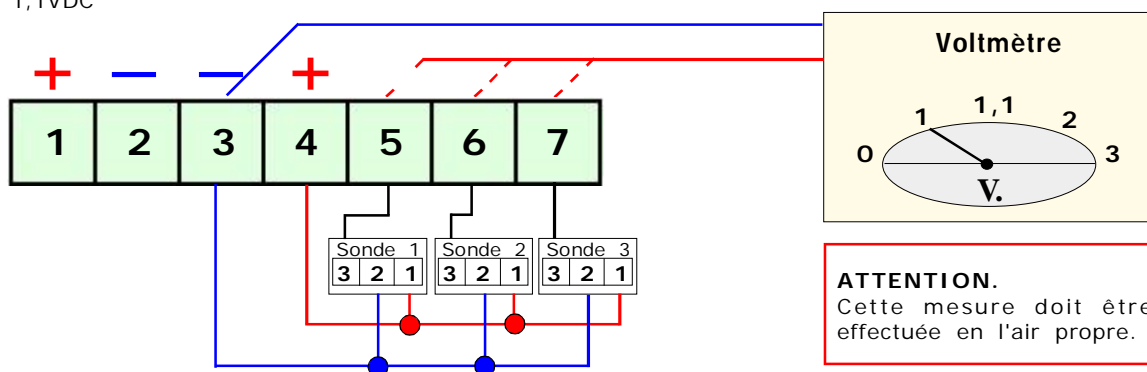 1,1VDC
+ — — +
1 2 3 4 5 6 7
Voltmètre
0 1 1,1 2 3
V.
Sonde 1 Sonde 2 Sonde 3
3 2 1 3 2 1 3 2 1
ATTENTION.
Cette mesure doit être
effectuée en l'air propre.